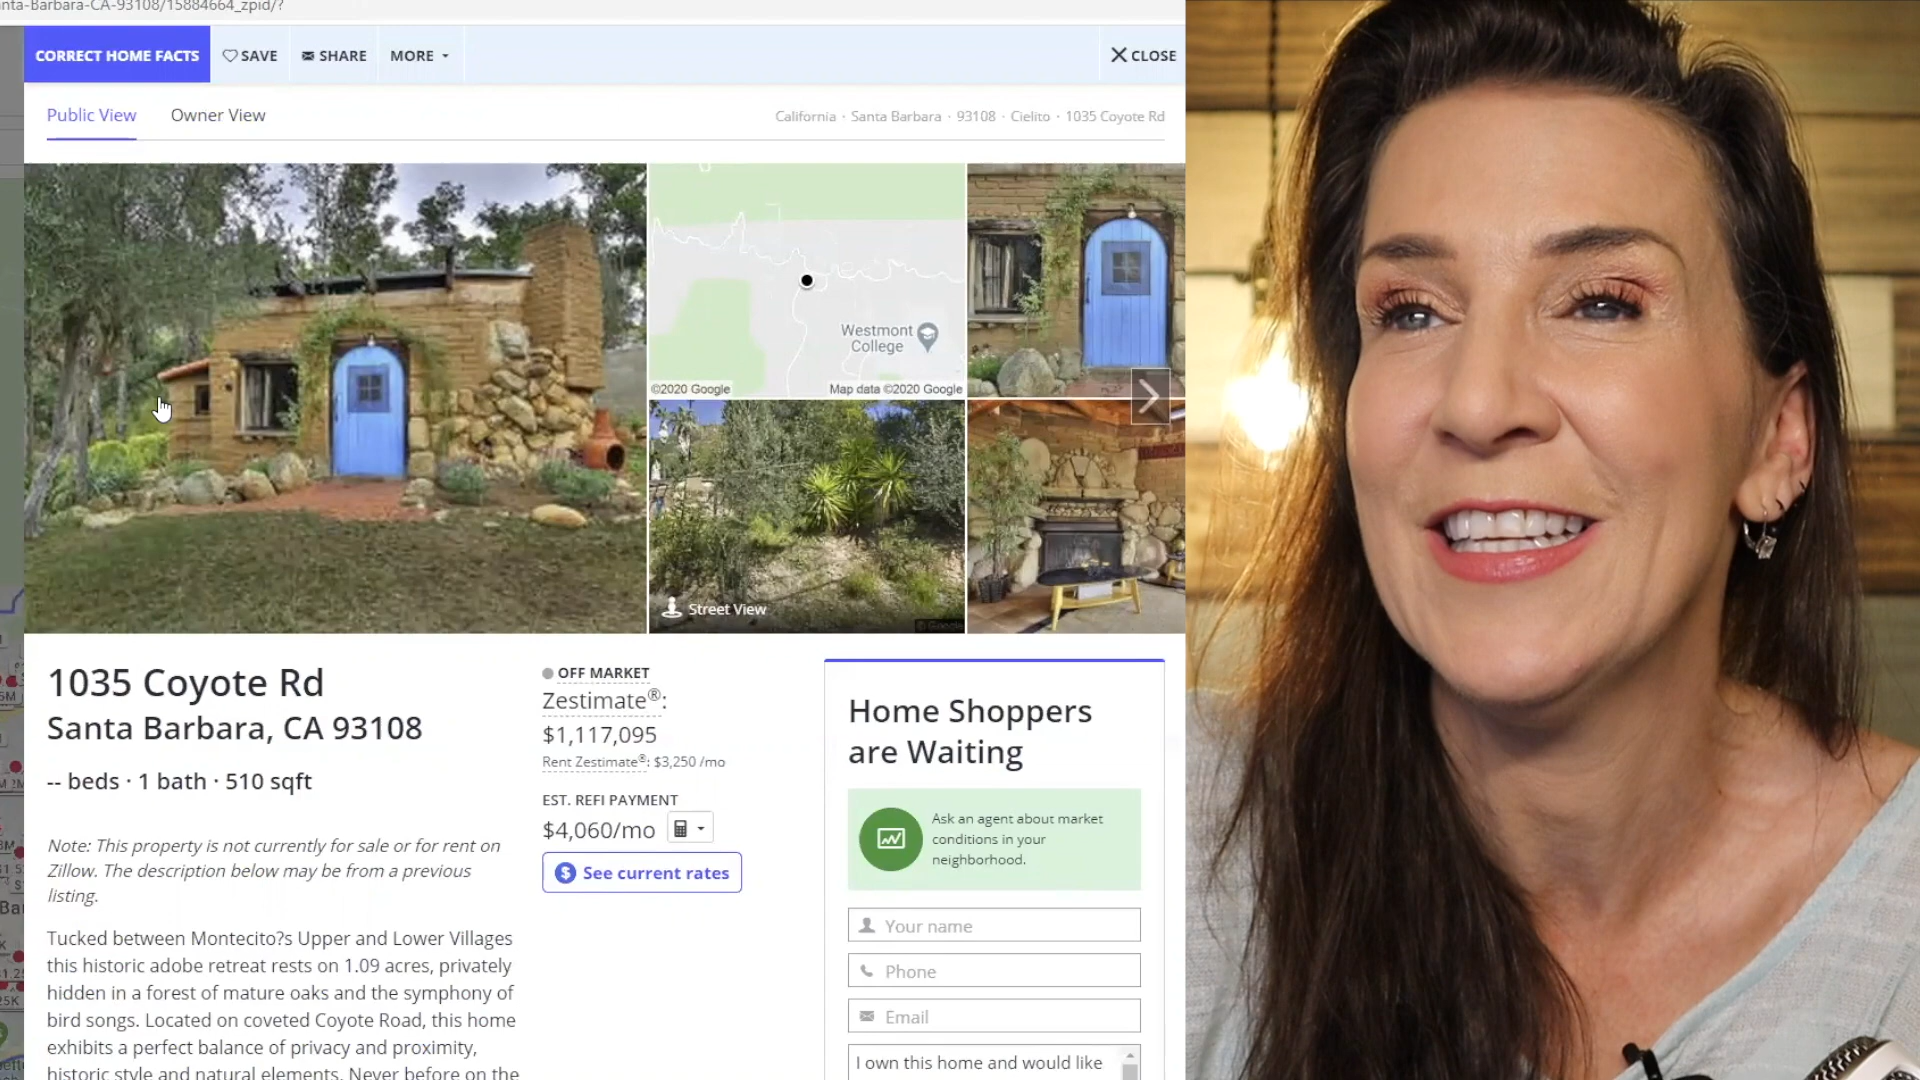 nta-Barbara-CA-93108/15884664_zpid/?
CORRECT HOME FACTS
SAVE
SHARE
MORE
CLOSE
Public View
Owner View
California · Santa Barbara · 93108 · Cielito · 1035 Coyote Rd
Westmont
College
©2020 Google
Map data ©2020 Google
Street View
© Google
1035 Coyote Rd
Santa Barbara, CA 93108
-- beds · 1 bath · 510 sqft
Note: This property is not currently for sale or for rent on
Zillow. The description below may be from a previous
listing.
Tucked between Montecito?s Upper and Lower Villages
this historic adobe retreat rests on 1.09 acres, privately
hidden in a forest of mature oaks and the symphony of
bird songs. Located on coveted Coyote Road, this home
exhibits a perfect balance of privacy and proximity,
historic style and natural elements. Never before on the
OFF MARKET
Zestimate®:
$1,117,095
Rent Zestimate®: $3,250 /mo
EST. REFI PAYMENT
$4,060/mo
$ See current rates
Home Shoppers
are Waiting
Ask an agent about market
conditions in your
neighborhood.
Your name
Phone
Email
I own this home and would like